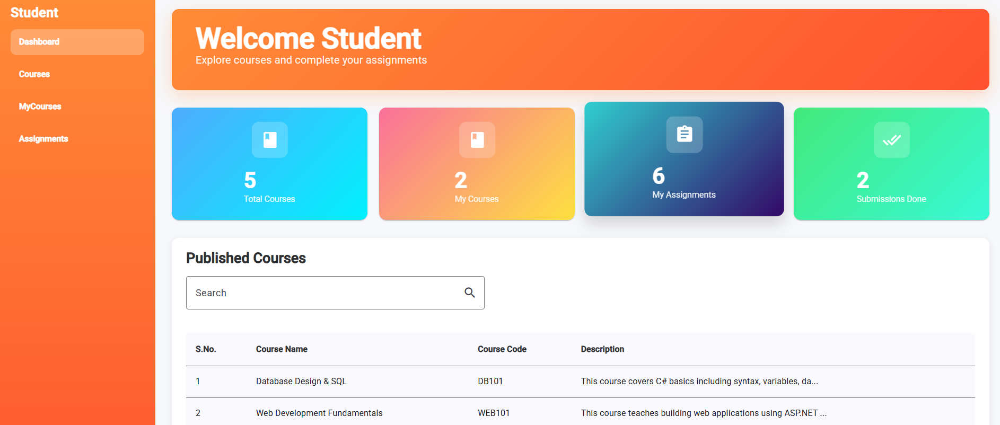 Student
Dashboard
Courses
MyCourses
Assignments
Welcome Student
Explore courses and complete your assignments
5
Total Courses
2
My Courses
6
My Assignments
2
Submissions Done
Published Courses
Search
S.No. Course Name Course Code Description
1 Database Design & SQL DB101 This course covers C# basics including syntax, variables, da...
2 Web Development Fundamentals WEB101 This course teaches building web applications using ASP.NET ...